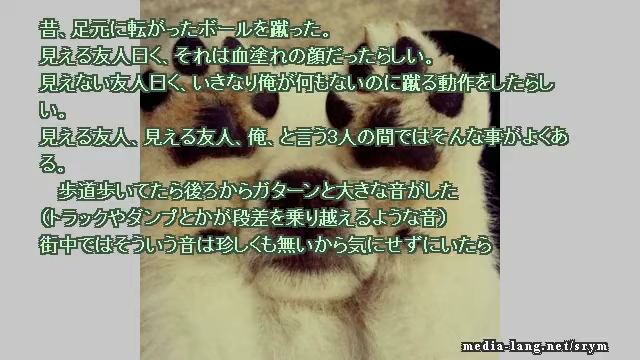 昔、足元に転がったボールを蹴った。
見える友人曰く、それは血塗れの顔だったらしい。
見えない友人曰く、いきなり俺が何もないのに蹴る動作をしたらし
い。
見える友人、見える友人、俺、と言う3人の間ではそんな事がよくあ
る。
　歩道歩いてたら後ろからガターンと大きな音がした
（トラックやダンプとかが段差を乗り越えるような音）
街中ではそういう音は珍しくも無いから気にせずにいたら
media-lang.net/srym